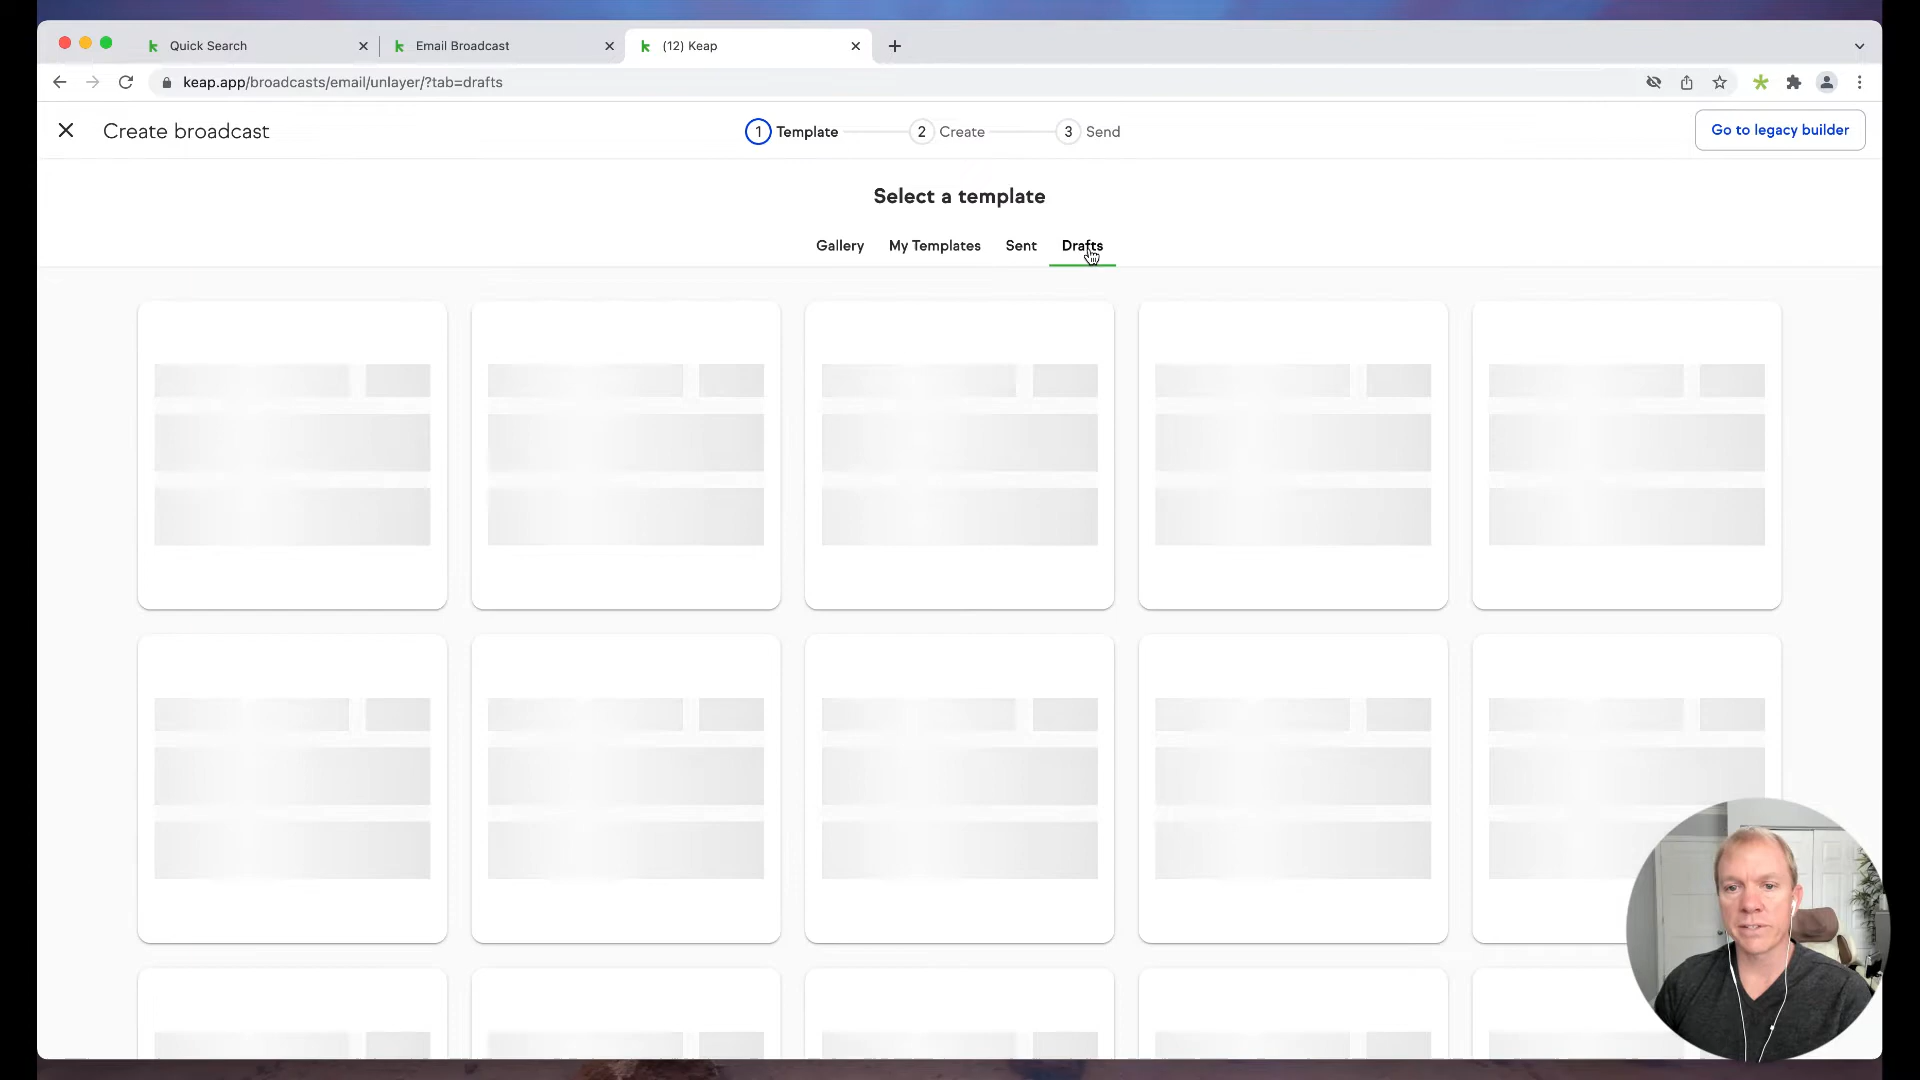 Quick Search
Email Broadcast
(12) Keap
keap.app/broadcasts/email/unlayer/?tab=drafts
Create broadcast
1 Template
2 Create
3 Send
Go to legacy builder
Select a template
Gallery
My Templates
Sent
Drafts